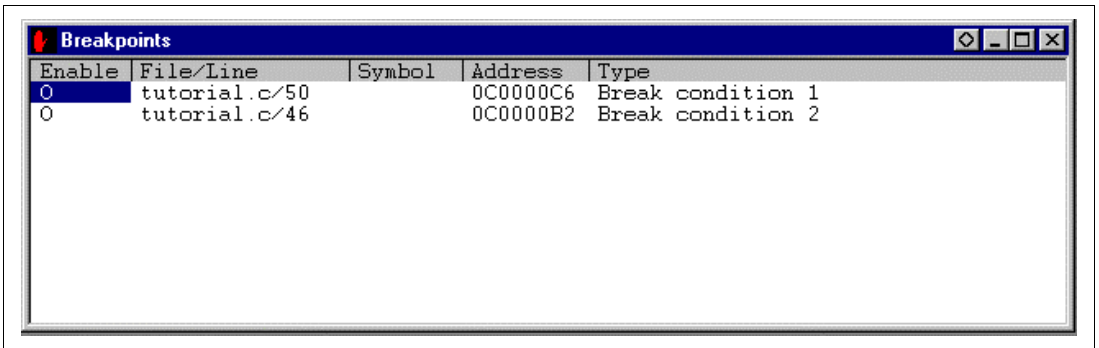 Breakpoints
Enable File/Line Symbol Address Type
O tutorial.c/50 0C0000C6 Break condition 1
O tutorial.c/46 0C0000B2 Break condition 2